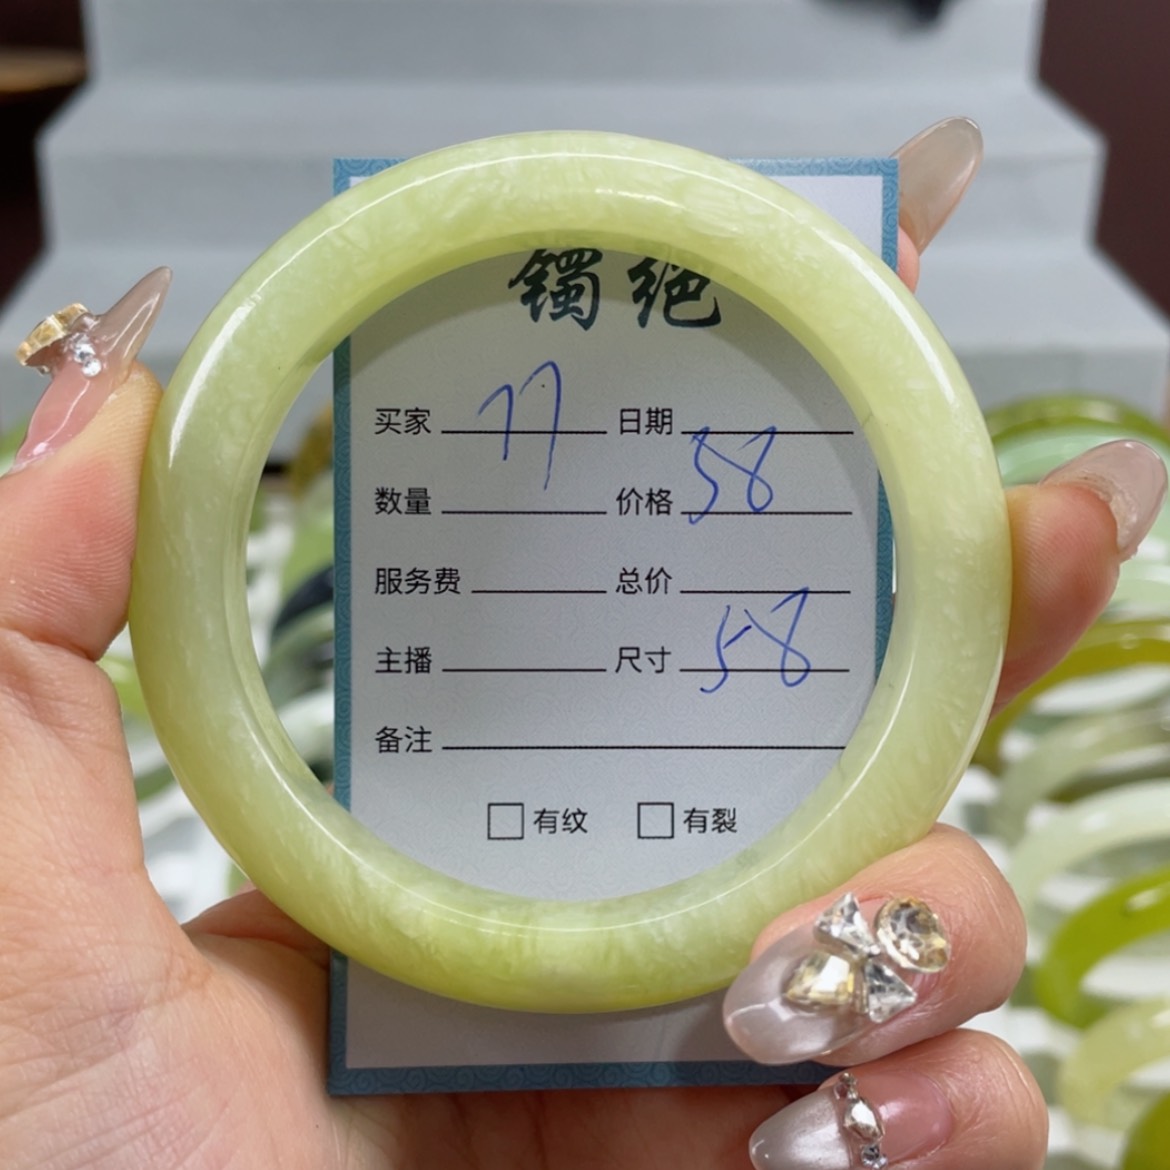 镯绝
买家 77 日期
数量 价格 58
服务费 总价
主播 尺寸 58
备注
有纹 有裂